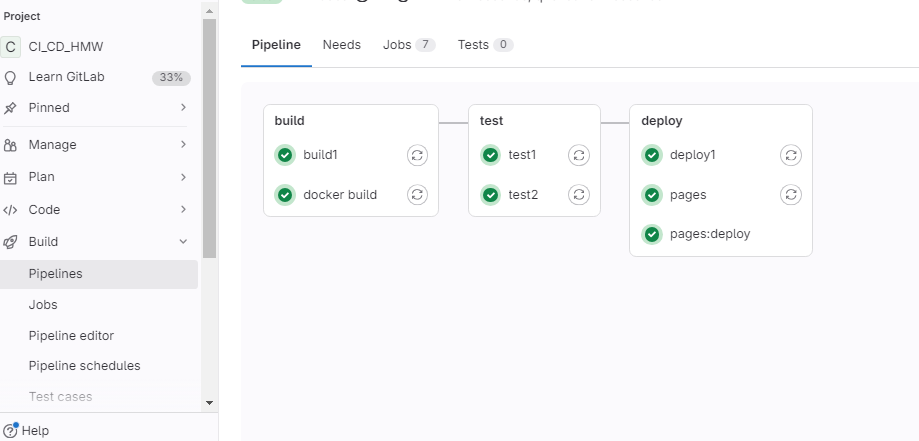 Project
C CI_CD_HMW
Learn GitLab 33%
Pinned
Manage
Plan
Code
Build
Pipelines
Jobs
Pipeline editor
Pipeline schedules
Test cases
Help
Pipeline Needs Jobs 7 Tests 0
build
build1
docker build
test
test1
test2
deploy
deploy1
pages
pages:deploy